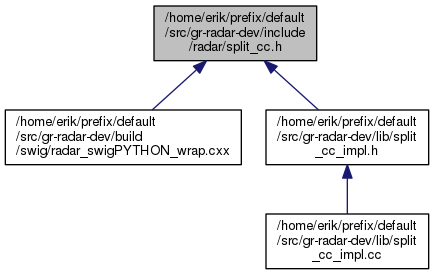 /home/erik/prefix/default
/src/gr-radar-dev/include
/radar/split_cc.h
/home/erik/prefix/default
/src/gr-radar-dev/build
/swig/radar_swigPYTHON_wrap.cxx
/home/erik/prefix/default
/src/gr-radar-dev/lib/split
_cc_impl.h
/home/erik/prefix/default
/src/gr-radar-dev/lib/split
_cc_impl.cc